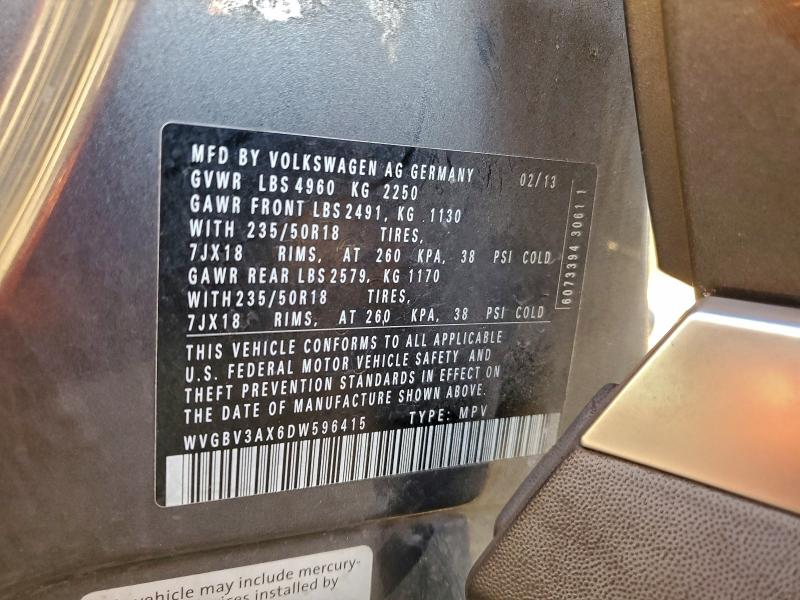 MFD BY VOLKSWAGEN AG GERMANY 02/13
GVWR LBS 4960 KG 2250
GAWR FRONT LBS 2491, KG 1130
WITH 235/50R18 TIRES,
7JX18 RIMS, AT 260 KPA, 38 PSI COLD
GAWR REAR LBS 2579, KG 1170
WITH 235/50R18 TIRES,
7JX18 RIMS, AT 260 KPA, 38 PSI COLD
6073394 3061 1
THIS VEHICLE CONFORMS TO ALL APPLICABLE
U.S. FEDERAL MOTOR VEHICLE SAFETY AND
THEFT PREVENTION STANDARDS IN EFFECT ON
THE DATE OF MANUFACTURE SHOWN ABOVE.
WVGBV3AX6DW596415 TYPE: MPV
vehicle may include mercury-
installed by